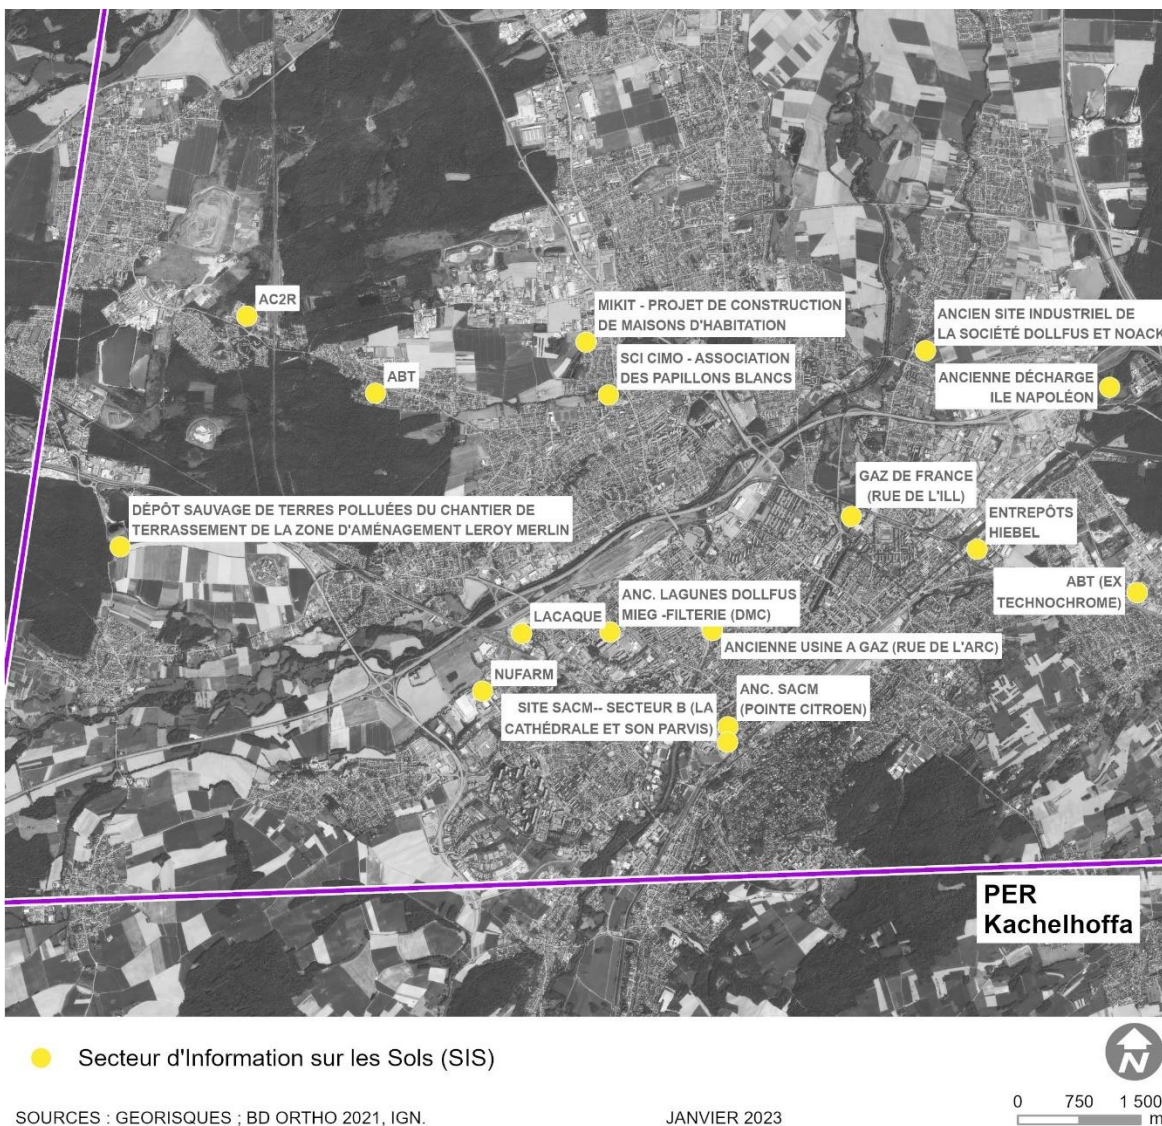 AC2R
MIKIT - PROJET DE CONSTRUCTION
DE MAISONS D'HABITATION
ANCIEN SITE INDUSTRIEL DE
LA SOCIÉTÉ DOLLFUS ET NOACK
SCI CIMO - ASSOCIATION
DES PAPILLONS BLANCS
ABT
ANCIENNE DÉCHARGE
ILE NAPOLÉON
GAZ DE FRANCE
(RUE DE L'ILL)
DÉPÔT SAUVAGE DE TERRES POLLUÉES DU CHANTIER DE
TERRASSEMENT DE LA ZONE D'AMÉNAGEMENT LEROY MERLIN
ENTREPÔTS
HIEBEL
ABT (EX
TECHNOCHROME)
ANC. LAGUNES DOLLFUS
MIEG -FILTERIE (DMC)
LACAQUE
ANCIENNE USINE A GAZ (RUE DE L'ARC)
NUFARM
ANC. SACM
(POINTE CITROEN)
SITE SACM-- SECTEUR B (LA
CATHÉDRALE ET SON PARVIS)
PER
Kachelhoffa
Secteur d'Information sur les Sols (SIS)
N
SOURCES : GEORISQUES ; BD ORTHO 2021, IGN.
JANVIER 2023
0 750 1 500
m